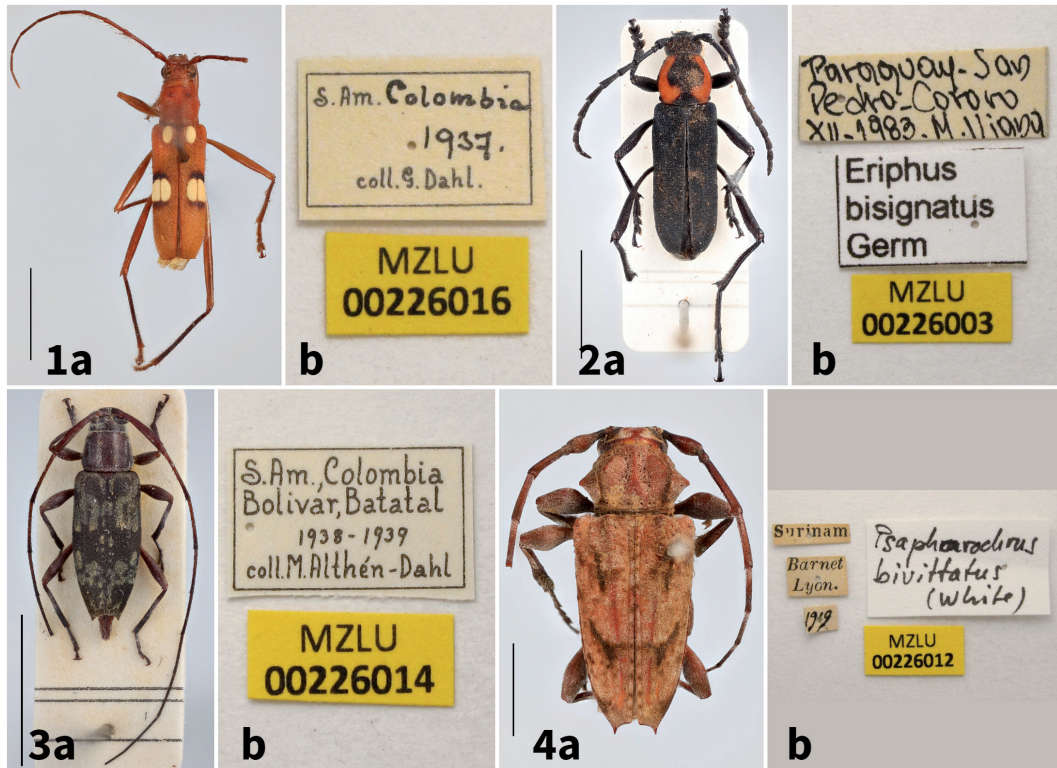 1a
b
S.Am. Colombia
1937.
coll. G. Dahl.
MZLU
00226016
2a
b
Paraguay-San
Pedro-Cororo
XII-1983. M.
Eriphus
bisignatus
Germ
MZLU
00226003
3a
b
S.Am., Colombia
Bolivar, Batatal
1938-1939
coll. M. Althén-Dahl
MZLU
00226014
4a
b
Surinam
Barnet
Lyon.
1919
bivittatus
(White)
MZLU
00226012